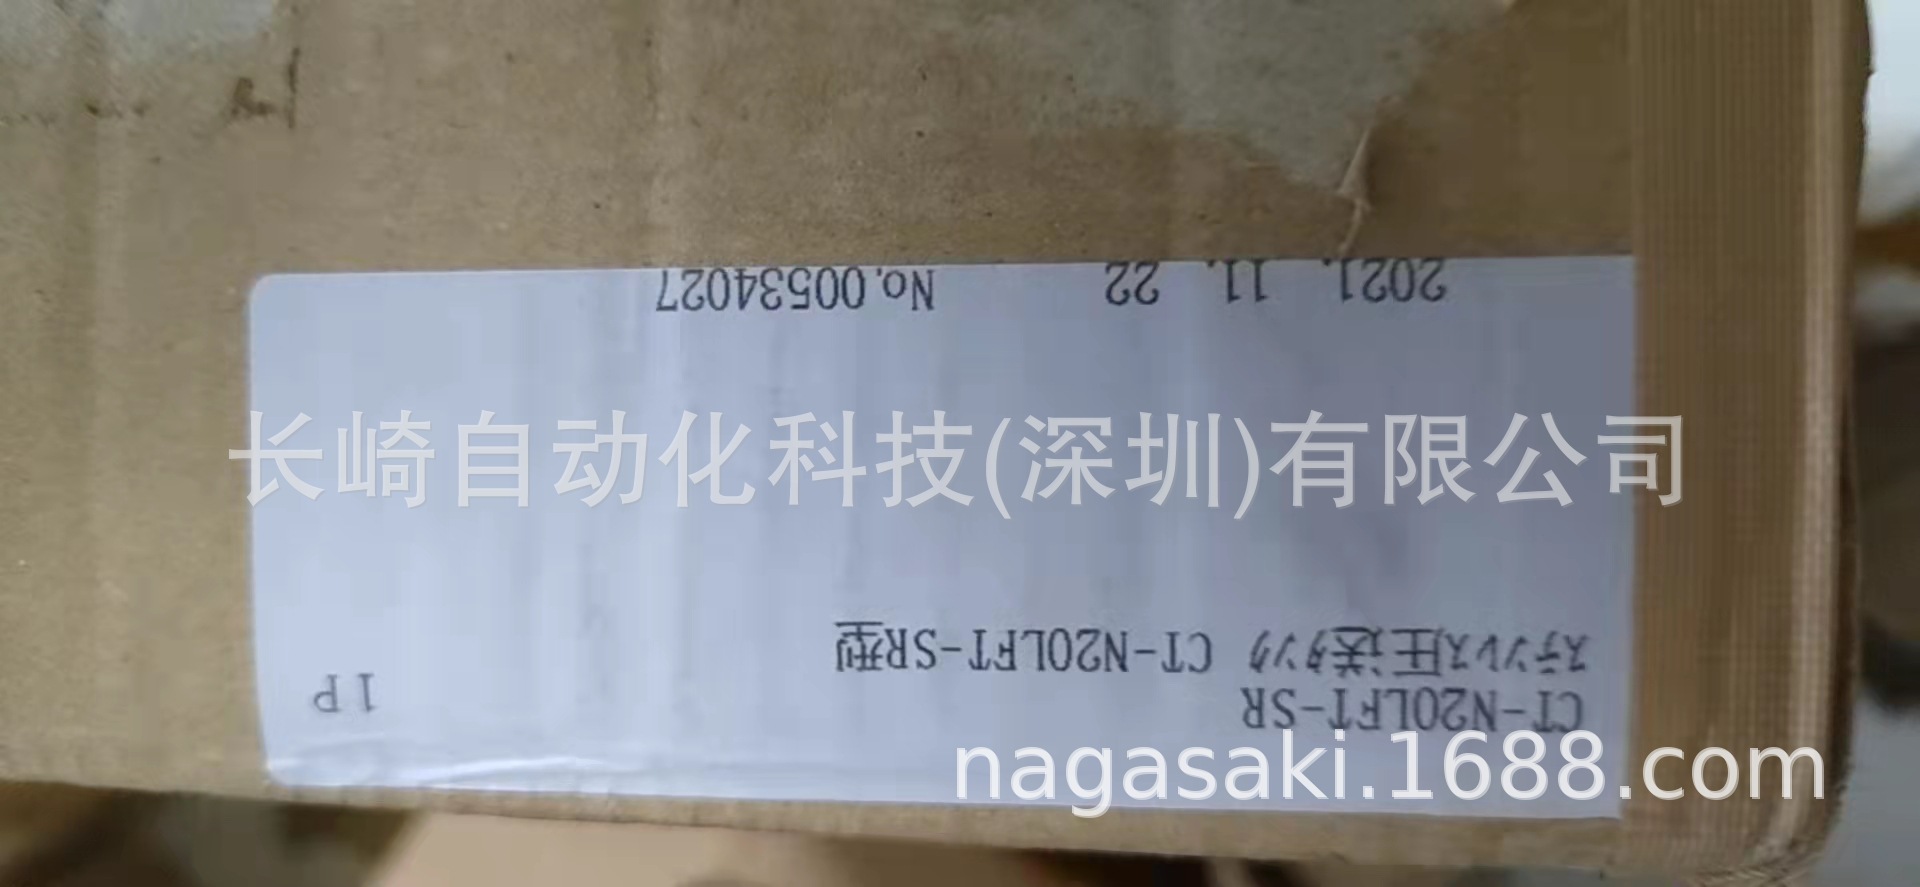 CT-N20LFT-SR
ステンレス圧送タンク CT-N20LFT-SR型
1P
2021. 11. 22 No.00534027
长崎自动化科技(深圳)有限公司
nagasaki.1688.com